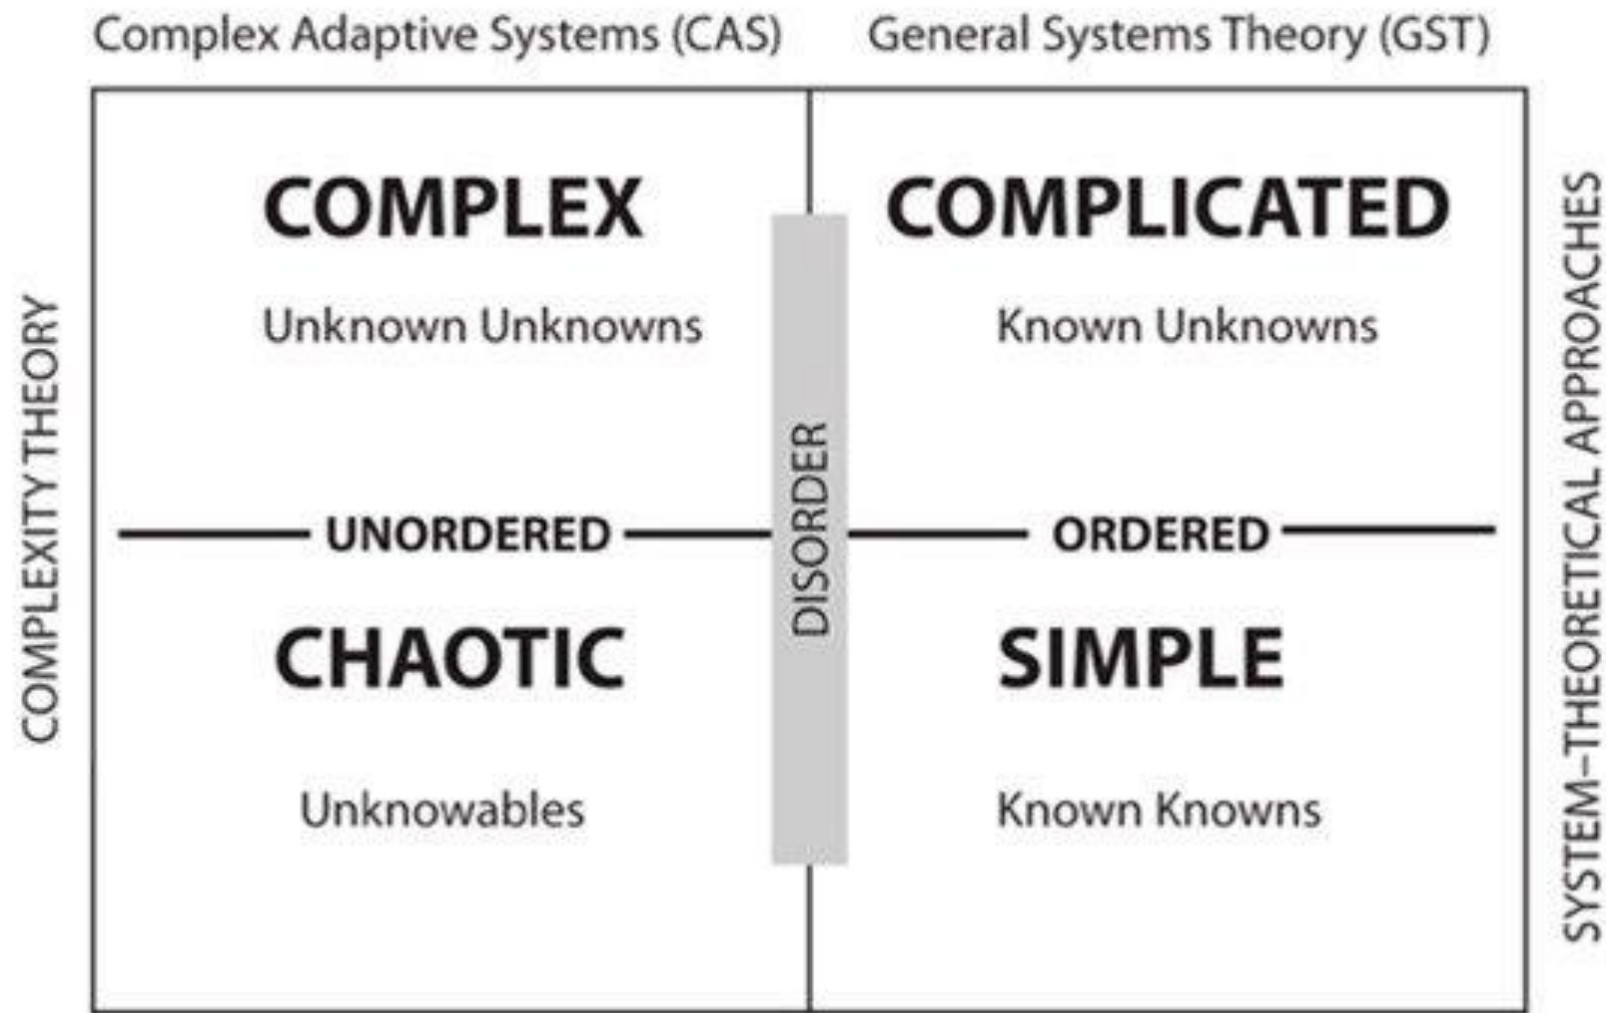 Complex Adaptive Systems (CAS)
General Systems Theory (GST)
COMPLEXITY THEORY
COMPLEX
Unknown Unknowns
COMPLICATED
Known Unknowns
DISORDER
UNORDERED
ORDERED
CHAOTIC
Unknowables
SIMPLE
Known Knowns
SYSTEM–THEORETICAL APPROACHES